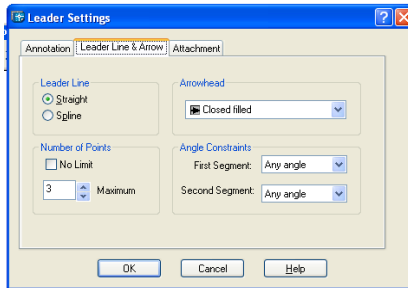 Leader Settings
Annotation Leader Line & Arrow Attachment
Leader Line
Straight
Spline
Arrowhead
Closed filled
Number of Points
No Limit
3 Maximum
Angle Constraints
First Segment: Any angle
Second Segment: Any angle
OK Cancel Help